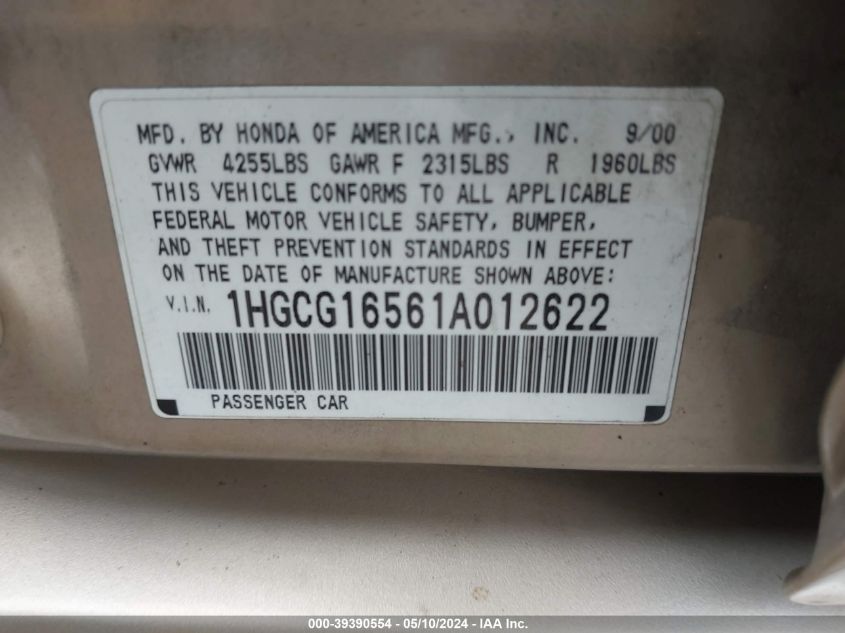 MFD. BY HONDA OF AMERICA MFG., INC. 9/00
GVWR 4255LBS GAWR F 2315LBS R 1960LBS
THIS VEHICLE CONFORMS TO ALL APPLICABLE
FEDERAL MOTOR VEHICLE SAFETY, BUMPER,
AND THEFT PREVENTION STANDARDS IN EFFECT
ON THE DATE OF MANUFACTURE SHOWN ABOVE:
V.I.N. 1HGCG16561A012622
PASSENGER CAR
000-39390554 - 05/10/2024 - IAA Inc.